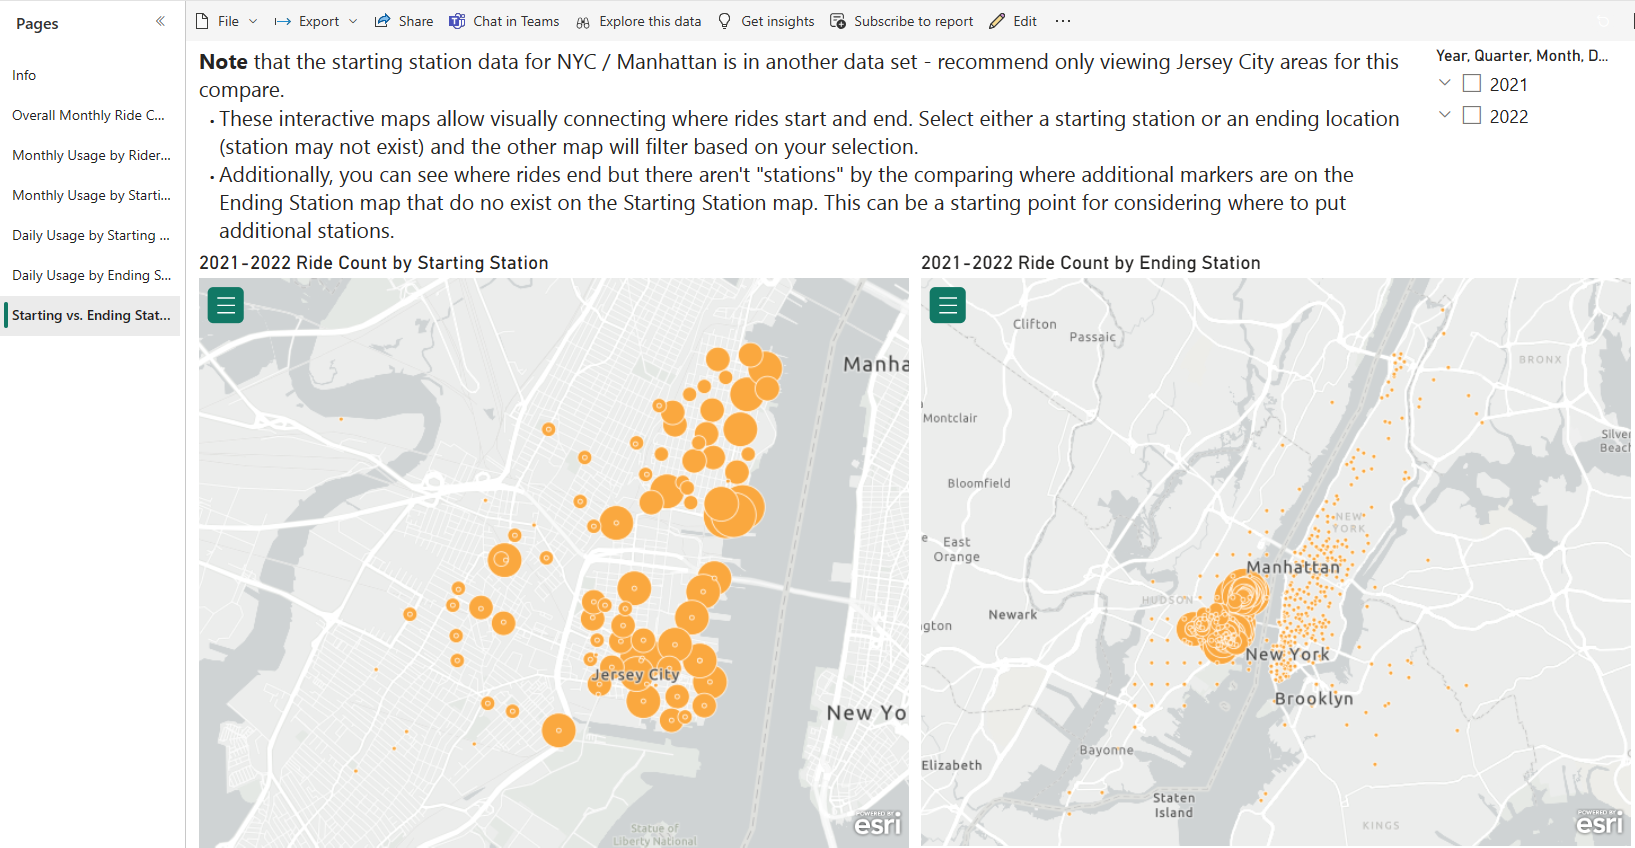 Pages
Info
Overall Monthly Ride C...
Monthly Usage by Rider...
Monthly Usage by Starti...
Daily Usage by Starting ...
Daily Usage by Ending S...
Starting vs. Ending Stat...
File Export Share Chat in Teams Explore this data Get insights Subscribe to report Edit ...
Note that the starting station data for NYC / Manhattan is in another data set - recommend only viewing Jersey City areas for this
compare.
• These interactive maps allow visually connecting where rides start and end. Select either a starting station or an ending location
(station may not exist) and the other map will filter based on your selection.
• Additionally, you can see where rides end but there aren't "stations" by the comparing where additional markers are on the
Ending Station map that do no exist on the Starting Station map. This can be a starting point for considering where to put
additional stations.
Year, Quarter, Month, D...
2021
2022
2021-2022 Ride Count by Starting Station
Manha
Jersey City
New Yo
Statue of
Liberty National
POWERED BY
esri
2021-2022 Ride Count by Ending Station
Clifton
Passaic
BRONX
Montclair
Silver
Beach
Bloomfield
NEW
YORK
e East
Orange
Manhattan
HUDSON
Newark
gton
New York
Brooklyn
Bayonne
Elizabeth
Staten
Island
KINGS
POWERED BY
esri